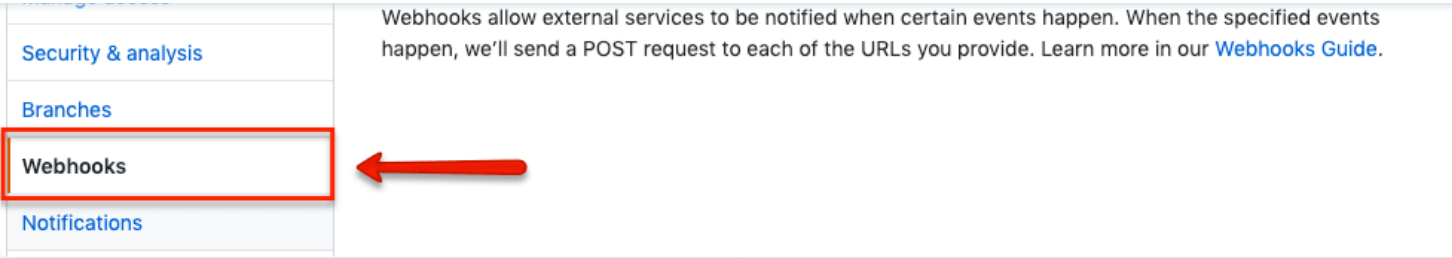 Webhooks allow external services to be notified when certain events happen. When the specified events
happen, we'll send a POST request to each of the URLs you provide. Learn more in our Webhooks Guide.
Security & analysis
Branches
Webhooks
Notifications